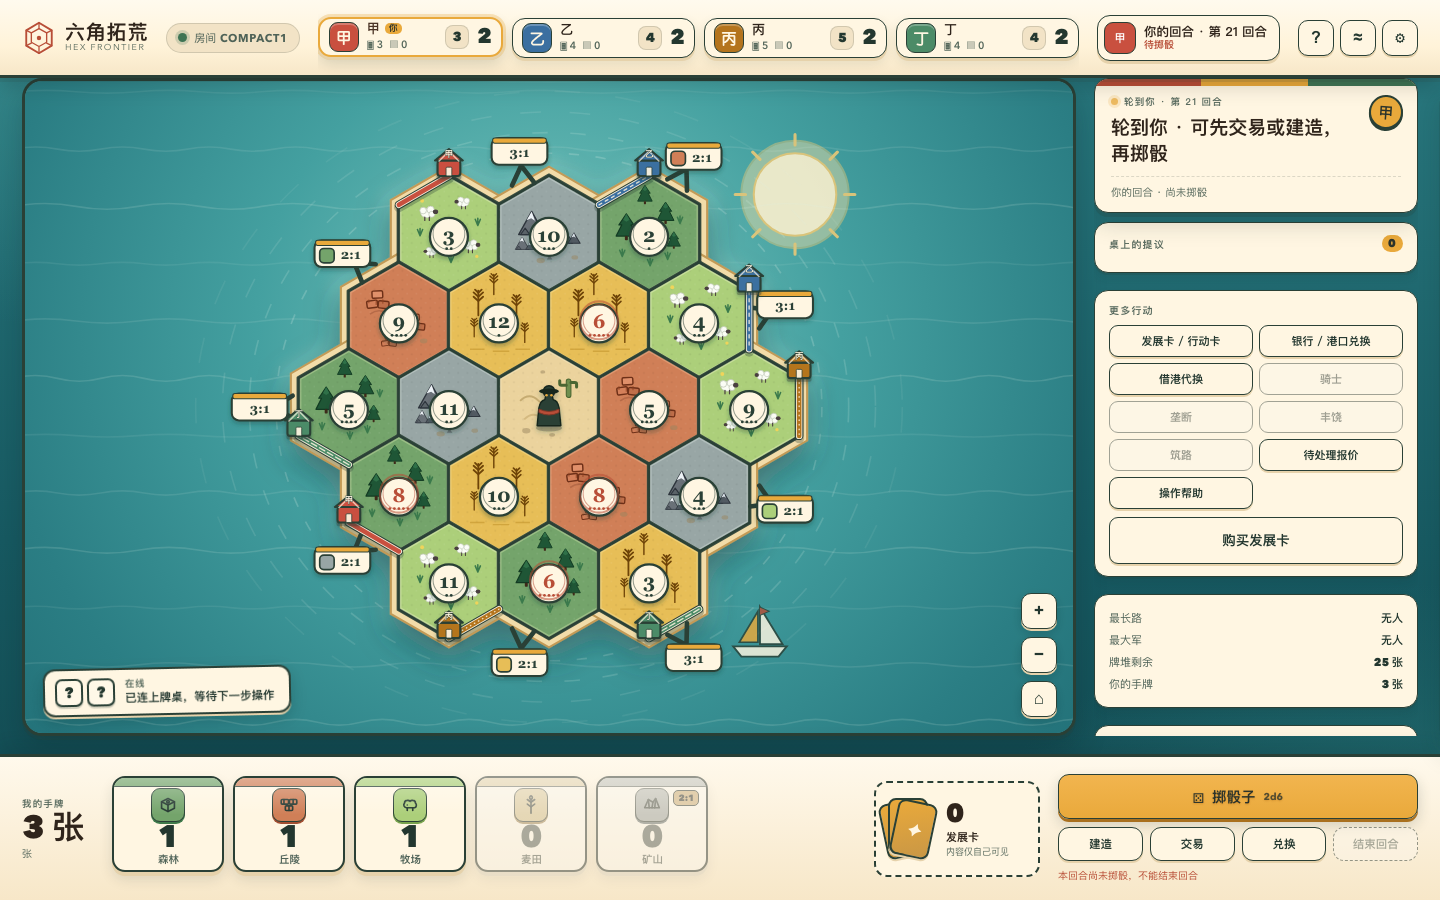 六角拓荒
HEX FRONTIER
房间 COMPACT1
甲 甲 你
3 0
3 2
乙 乙
4 0
4 2
丙 丙
5 0
5 2
丁 丁
4 0
4 2
甲 你的回合 · 第 21 回合
待掷骰
? ≈ ⚙
3:1
2:1
甲
乙
3 10 2
2:1
乙
3:1
9 12 6 4
丙
3:1
5 11 5 9
甲
8 10 8 4
2:1
2:1
11 6 3
丙
2:1
3:1
+
−
⌂
? ?
在线
已连上牌桌，等待下一步操作
轮到你 · 第 21 回合
甲
轮到你 · 可先交易或建造，
再掷骰
你的回合 · 尚未掷骰
桌上的提议 0
更多行动
发展卡 / 行动卡 银行 / 港口兑换
借港代换 骑士
垄断 丰饶
筑路 待处理报价
操作帮助
购买发展卡
最长路 无人
最大军 无人
牌堆剩余 25 张
你的手牌 3 张
我的手牌
3 张
张
1
森林
1
丘陵
1
牧场
0
麦田
2:1
0
矿山
0
发展卡
内容仅自己可见
掷骰子 2d6
建造 交易 兑换 结束回合
本回合尚未掷骰，不能结束回合